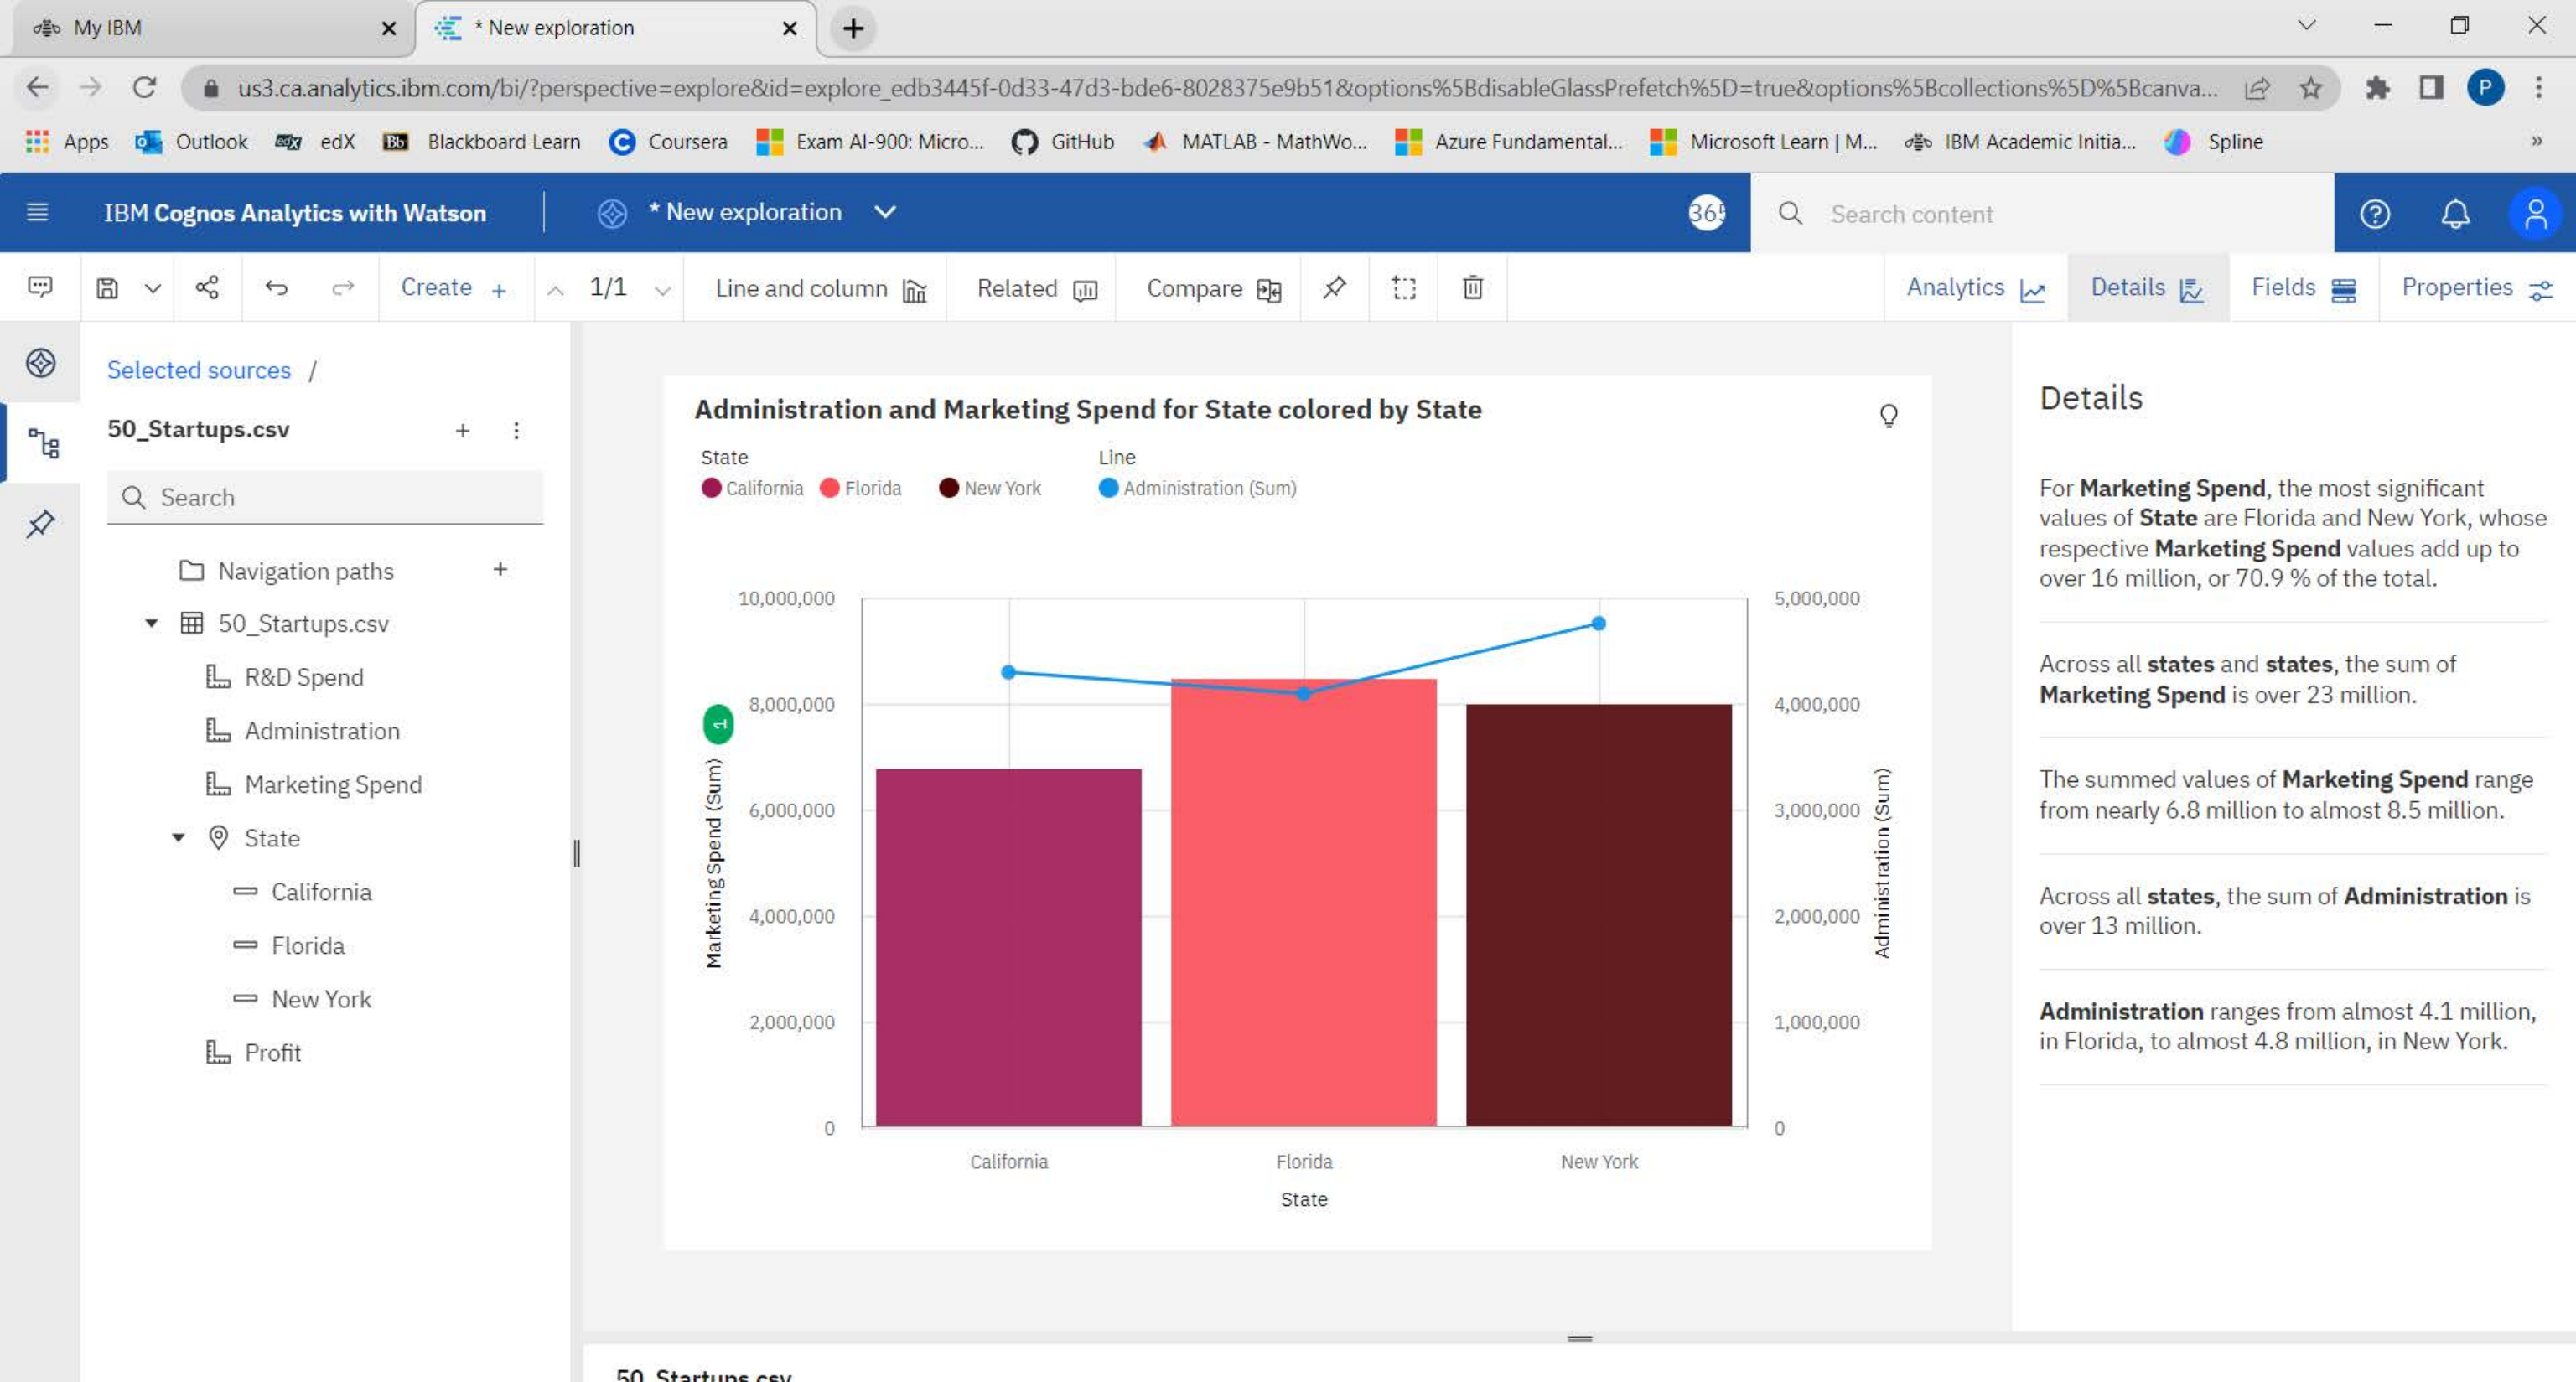 My IBM
* New exploration
us3.ca.analytics.ibm.com/bi/?perspective=explore&id=explore_edb3445f-0d33-47d3-bde6-8028375e9b51&options%5BdisableGlassPrefetch%5D=true&options%5Bcollections%5D%5Bcanva...
P
Apps
Outlook
edX
Blackboard Learn
Coursera
Exam AI-900: Micro...
GitHub
MATLAB - MathWo...
Azure Fundamental...
Microsoft Learn | M...
IBM Academic Initia...
Spline
IBM Cognos Analytics with Watson
* New exploration
365
Search content
Create +
1/1
Line and column
Related
Compare
Analytics
Details
Fields
Properties
Selected sources /
50_Startups.csv
Search
Navigation paths
50_Startups.csv
R&D Spend
Administration
Marketing Spend
State
California
Florida
New York
Profit
Administration and Marketing Spend for State colored by State
State
California
Florida
New York
Line
Administration (Sum)
10,000,000
8,000,000
6,000,000
4,000,000
2,000,000
0
1
Marketing Spend (Sum)
5,000,000
4,000,000
3,000,000
2,000,000
1,000,000
0
Administration (Sum)
California
Florida
New York
State
Details
For Marketing Spend, the most significant
values of State are Florida and New York, whose
respective Marketing Spend values add up to
over 16 million, or 70.9 % of the total.
Across all states and states, the sum of
Marketing Spend is over 23 million.
The summed values of Marketing Spend range
from nearly 6.8 million to almost 8.5 million.
Across all states, the sum of Administration is
over 13 million.
Administration ranges from almost 4.1 million,
in Florida, to almost 4.8 million, in New York.
50_Startups.csv